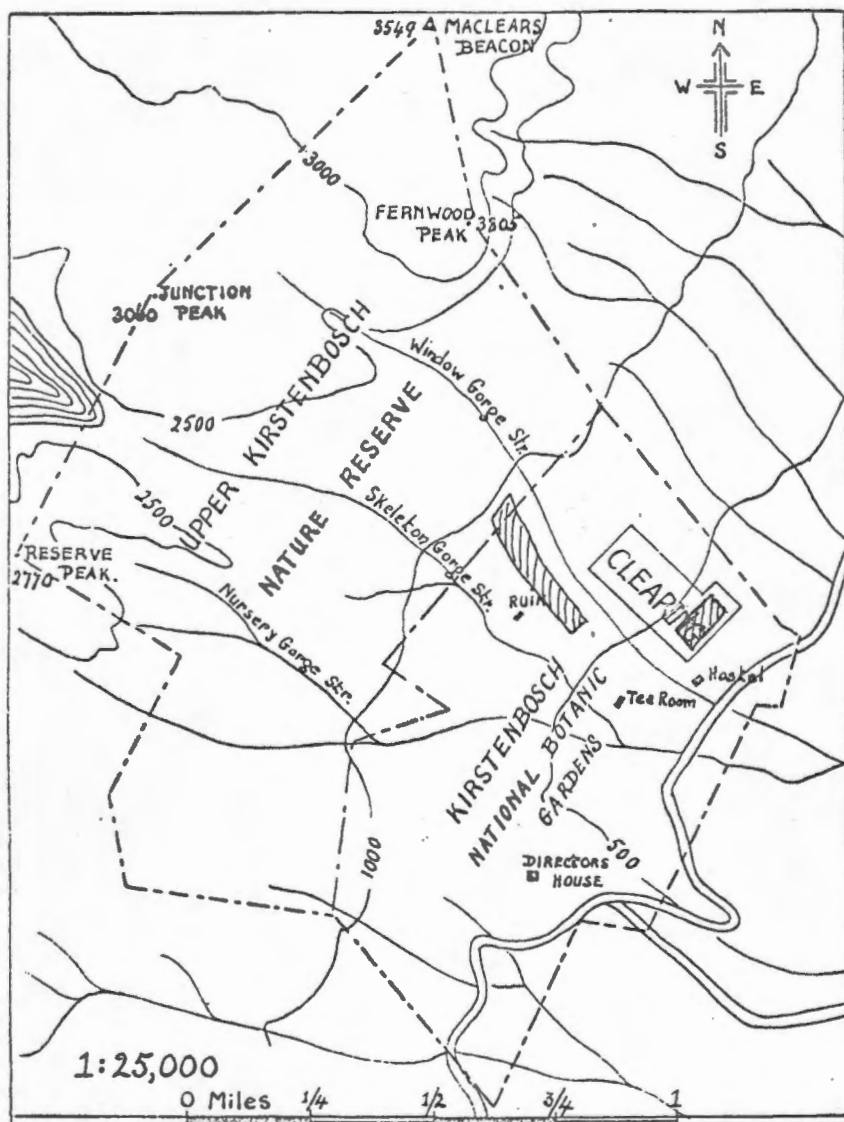 3549 MACLEARS
BEACON
N
W E
S
3000
FERNWOOD
PEAK 3305
JUNCTION
3060 PEAK
Window Gorge Str.
2500
UPPER KIRSTENBOSCH
NATURE RESERVE
2500
Skeleton Gorge Str.
RESERVE
2770 PEAK.
CLEARING
Nursery Gorge Str.
RUIN
Hostel
Tea Room
KIRSTENBOSCH
NATIONAL BOTANIC
GARDENS
500
1000
DIRECTORS
HOUSE
1:25,000
0 Miles 1/4 1/2 3/4 1